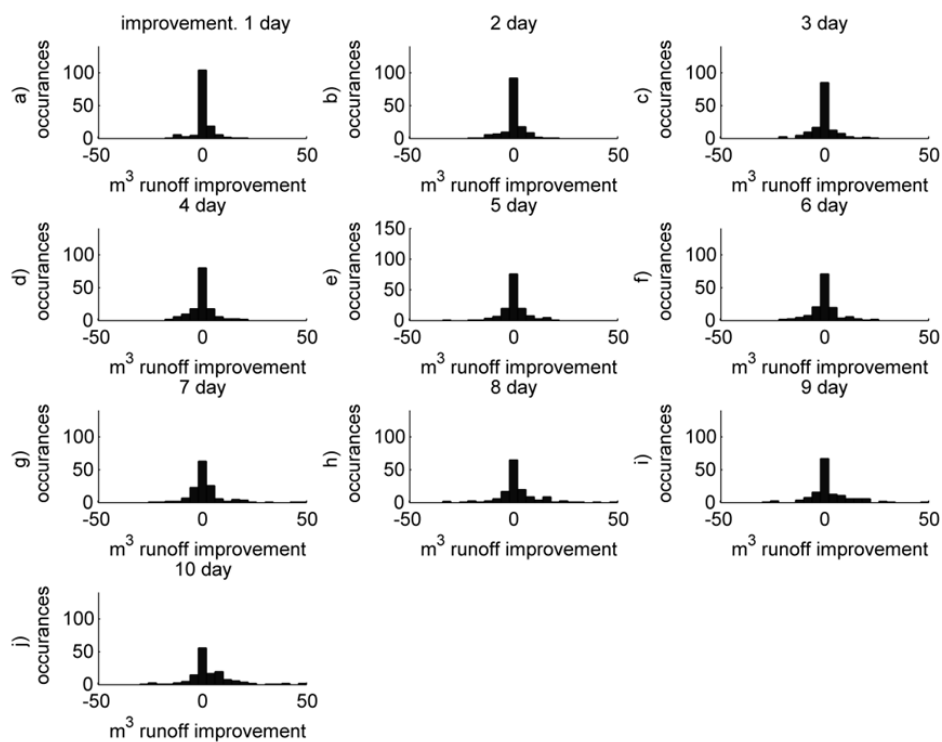 improvement. 1 day
2 day
3 day
a)
occurances
100
50
0
-50
0
50
m³ runoff improvement
b)
occurances
100
50
0
-50
0
50
m³ runoff improvement
c)
occurances
100
50
0
-50
0
50
m³ runoff improvement
4 day
5 day
6 day
d)
occurances
100
50
0
-50
0
50
m³ runoff improvement
e)
occurances
150
100
50
0
-50
0
50
m³ runoff improvement
f)
occurances
100
50
0
-50
0
50
m³ runoff improvement
7 day
8 day
9 day
g)
occurances
100
50
0
-50
0
50
m³ runoff improvement
h)
occurances
100
50
0
-50
0
50
m³ runoff improvement
i)
occurances
100
50
0
-50
0
50
m³ runoff improvement
10 day
j)
occurances
100
50
0
-50
0
50
m³ runoff improvement